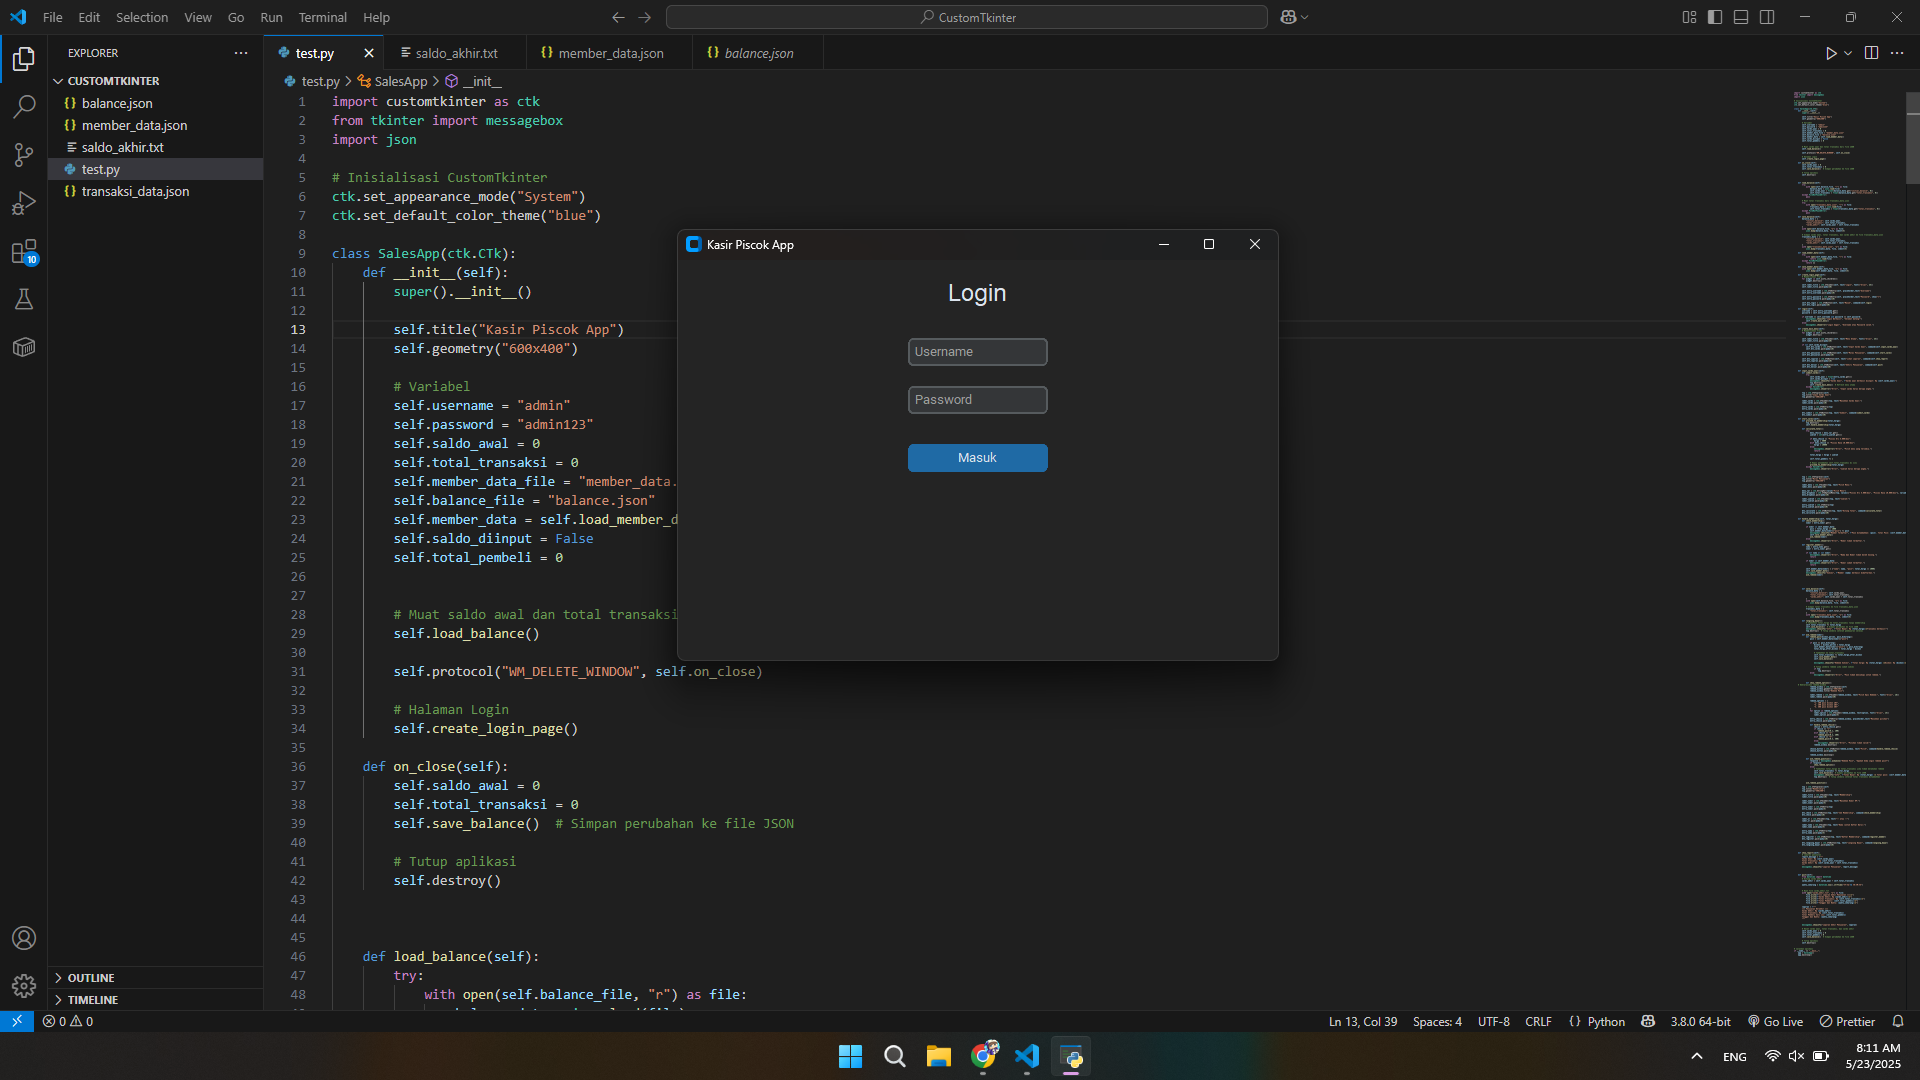 File Edit Selection View Go Run Terminal Help
CustomTkinter
EXPLORER
CUSTOMTKINTER
balance.json
member_data.json
saldo_akhir.txt
test.py
transaksi_data.json
10
OUTLINE
TIMELINE
test.py saldo_akhir.txt member_data.json balance.json
test.py > SalesApp > __init__
1 import customtkinter as ctk
2 from tkinter import messagebox
3 import json
4
5 # Inisialisasi CustomTkinter
6 ctk.set_appearance_mode("System")
7 ctk.set_default_color_theme("blue")
8
9 class SalesApp(ctk.CTk):
10 def __init__(self):
11 super().__init__()
12
13 self.title("Kasir Piscok App")
14 self.geometry("600x400")
15
16 # Variabel
17 self.username = "admin"
18 self.password = "admin123"
19 self.saldo_awal = 0
20 self.total_transaksi = 0
21 self.member_data_file = "member_data.
22 self.balance_file = "balance.json"
23 self.member_data = self.load_member_d
24 self.saldo_diinput = False
25 self.total_pembeli = 0
26
27
28 # Muat saldo awal dan total transaksi
29 self.load_balance()
30
31 self.protocol("WM_DELETE_WINDOW", self.on_close)
32
33 # Halaman Login
34 self.create_login_page()
35
36 def on_close(self):
37 self.saldo_awal = 0
38 self.total_transaksi = 0
39 self.save_balance() # Simpan perubahan ke file JSON
40
41 # Tutup aplikasi
42 self.destroy()
43
44
45
46 def load_balance(self):
47 try:
48 with open(self.balance_file, "r") as file:
Kasir Piscok App
Login
Username
Password
Masuk
0 0
Ln 13, Col 39 Spaces: 4 UTF-8 CRLF {} Python 3.8.0 64-bit Go Live Prettier
ENG
8:11 AM
5/23/2025